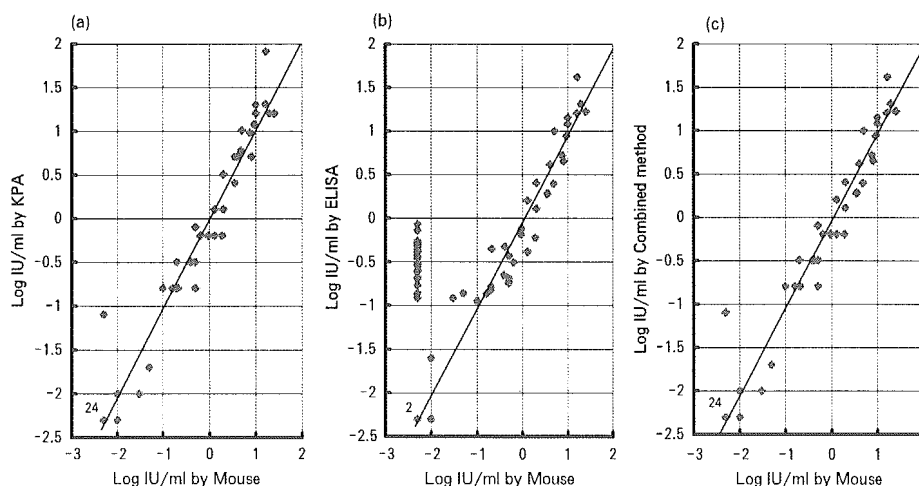 (a)
Log IU/ml by KPA
2
1.5
1
0.5
0
−0.5
−1
−1.5
−2
−2.5
24
−3 −2 −1 0 1 2
Log IU/ml by Mouse
(b)
Log IU/ml by ELISA
2
1.5
1
0.5
0
−0.5
−1
−1.5
−2
−2.5
2
−3 −2 −1 0 1 2
Log IU/ml by Mouse
(c)
Log IU/ml by Combined method
2
1.5
1
0.5
0
−0.5
−1
−1.5
−2
−2.5
24
−3 −2 −1 0 1
Log IU/ml by Mouse